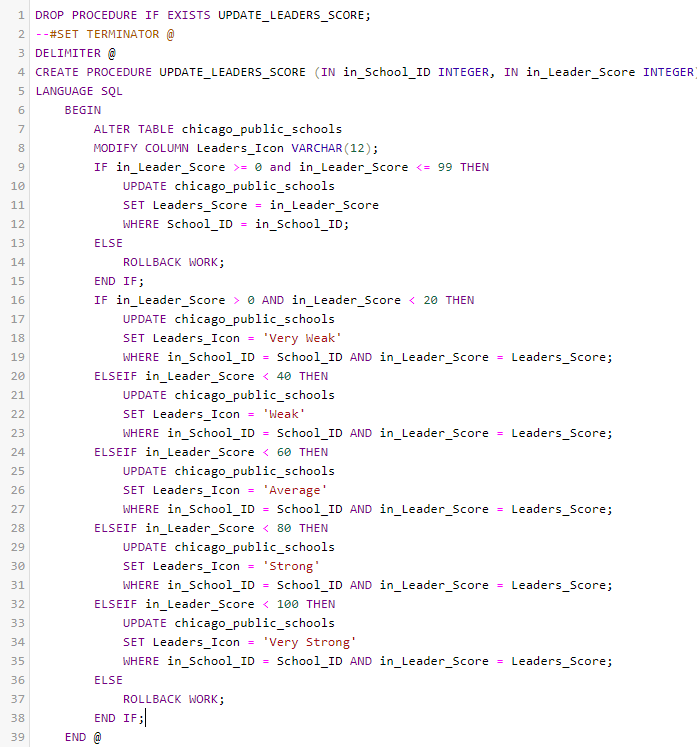 1 DROP PROCEDURE IF EXISTS UPDATE_LEADERS_SCORE;
2 --#SET TERMINATOR @
3 DELIMITER @
4 CREATE PROCEDURE UPDATE_LEADERS_SCORE (IN in_School_ID INTEGER, IN in_Leader_Score INTEGER)
5 LANGUAGE SQL
6 BEGIN
7 ALTER TABLE chicago_public_schools
8 MODIFY COLUMN Leaders_Icon VARCHAR(12);
9 IF in_Leader_Score >= 0 and in_Leader_Score <= 99 THEN
10 UPDATE chicago_public_schools
11 SET Leaders_Score = in_Leader_Score
12 WHERE School_ID = in_School_ID;
13 ELSE
14 ROLLBACK WORK;
15 END IF;
16 IF in_Leader_Score > 0 AND in_Leader_Score < 20 THEN
17 UPDATE chicago_public_schools
18 SET Leaders_Icon = 'Very Weak'
19 WHERE in_School_ID = School_ID AND in_Leader_Score = Leaders_Score;
20 ELSEIF in_Leader_Score < 40 THEN
21 UPDATE chicago_public_schools
22 SET Leaders_Icon = 'Weak'
23 WHERE in_School_ID = School_ID AND in_Leader_Score = Leaders_Score;
24 ELSEIF in_Leader_Score < 60 THEN
25 UPDATE chicago_public_schools
26 SET Leaders_Icon = 'Average'
27 WHERE in_School_ID = School_ID AND in_Leader_Score = Leaders_Score;
28 ELSEIF in_Leader_Score < 80 THEN
29 UPDATE chicago_public_schools
30 SET Leaders_Icon = 'Strong'
31 WHERE in_School_ID = School_ID AND in_Leader_Score = Leaders_Score;
32 ELSEIF in_Leader_Score < 100 THEN
33 UPDATE chicago_public_schools
34 SET Leaders_Icon = 'Very Strong'
35 WHERE in_School_ID = School_ID AND in_Leader_Score = Leaders_Score;
36 ELSE
37 ROLLBACK WORK;
38 END IF;
39 END @